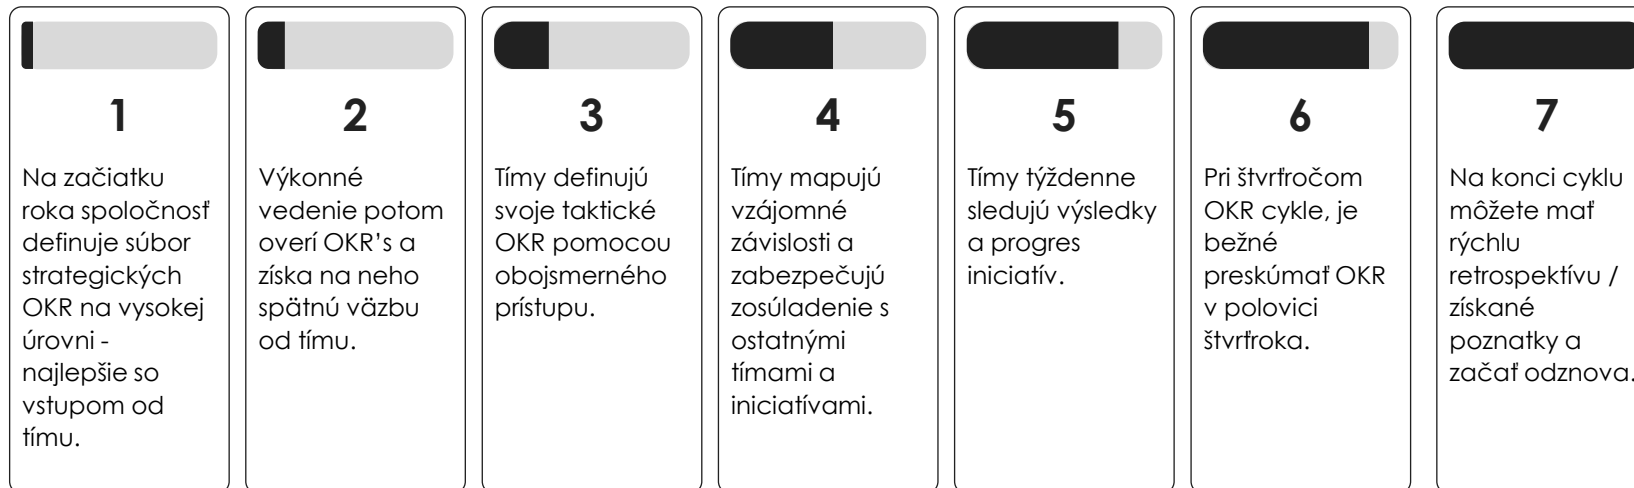 1
Na začiatku
roka spoločnosť
definuje súbor
strategických
OKR na vysokej
úrovni -
najlepšie so
vstupom od
tímu.
2
Výkonné
vedenie potom
overí OKR’s a
získa na neho
spätnú väzbu
od tímu.
3
Tímy definujú
svoje taktické
OKR pomocou
obojsmerného
prístupu.
4
Tímy mapujú
vzájomné
závislosti a
zabezpečujú
zosúladenie s
ostatnými
tímami a
iniciatívami.
5
Tímy týždenne
sledujú výsledky
a progres
iniciatív.
6
Pri štvrťročom
OKR cykle, je
bežné
preskúmať OKR
v polovici
štvrťroka.
7
Na konci cyklu
môžete mať
rýchlu
retrospektívu /
získané
poznatky a
začať odznova.